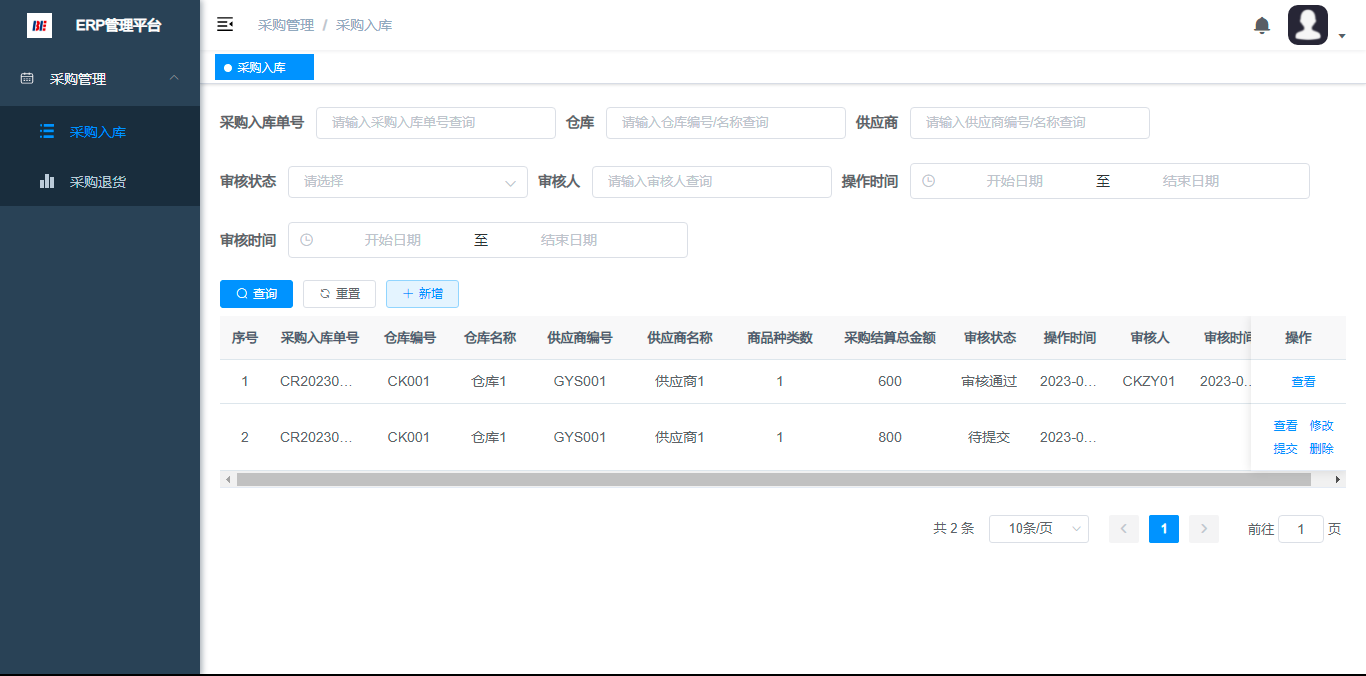 ERP管理平台
采购管理 / 采购入库
采购管理
采购入库
采购退货
采购入库
采购入库单号 请输入采购入库单号查询 仓库 请输入仓库编号/名称查询 供应商 请输入供应商编号/名称查询
审核状态 请选择 审核人 请输入审核人查询 操作时间 开始日期 至 结束日期
审核时间 开始日期 至 结束日期
查询 重置 新增
序号 采购入库单号 仓库编号 仓库名称 供应商编号 供应商名称 商品种类数 采购结算总金额 审核状态 操作时间 审核人 审核时间 操作
1 CR20230... CK001 仓库1 GYS001 供应商1 1 600 审核通过 2023-0... CKZY01 2023-0... 查看
2 CR20230... CK001 仓库1 GYS001 供应商1 1 800 待提交 2023-0... 查看 修改
提交 删除
共 2 条 10条/页 1 前往 1 页